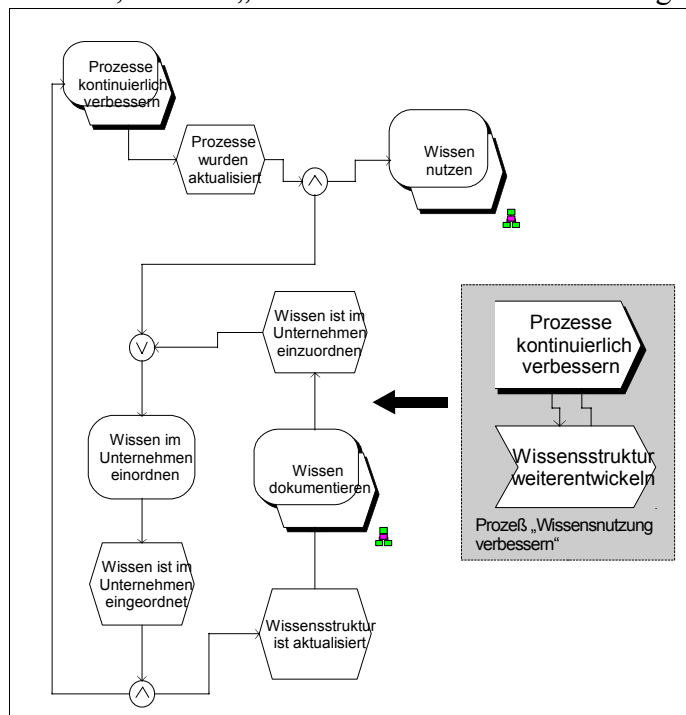 Prozesse
kontinuierlich
verbessern
Prozesse
wurden
aktualisiert
Wissen
nutzen
Wissen ist im
Unternehmen
einzuordnen
Prozesse
kontinuierlich
verbessern
Wissen im
Unternehmen
einordnen
Wissen
dokumentieren
Wissensstruktur
weiterentwickeln
Prozeß „Wissensnutzung
verbessern“
Wissen ist im
Unternehmen
eingeordnet
Wissensstruktur
ist aktualisiert